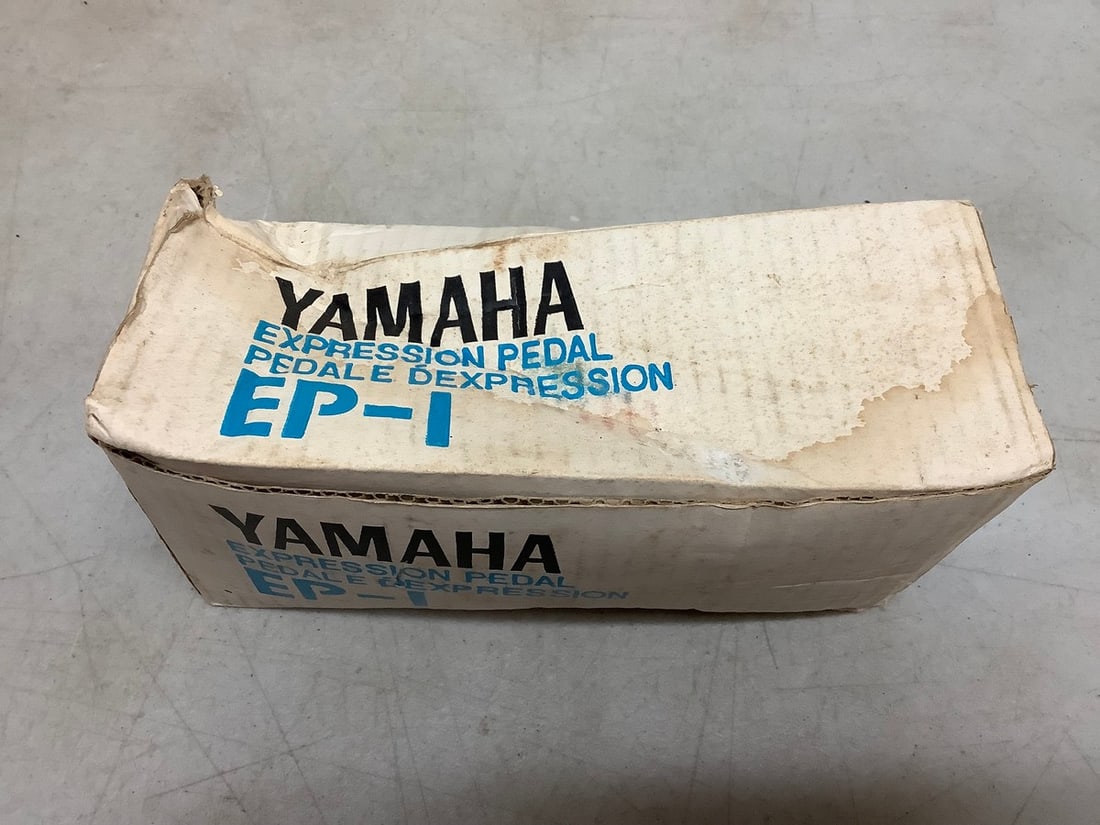 YAMAHA
EXPRESSION PEDAL
PEDALE DEXPRESSION
EP-1
YAMAHA
EXPRESSION PEDAL
PEDALE DEXPRESSION
EP-1